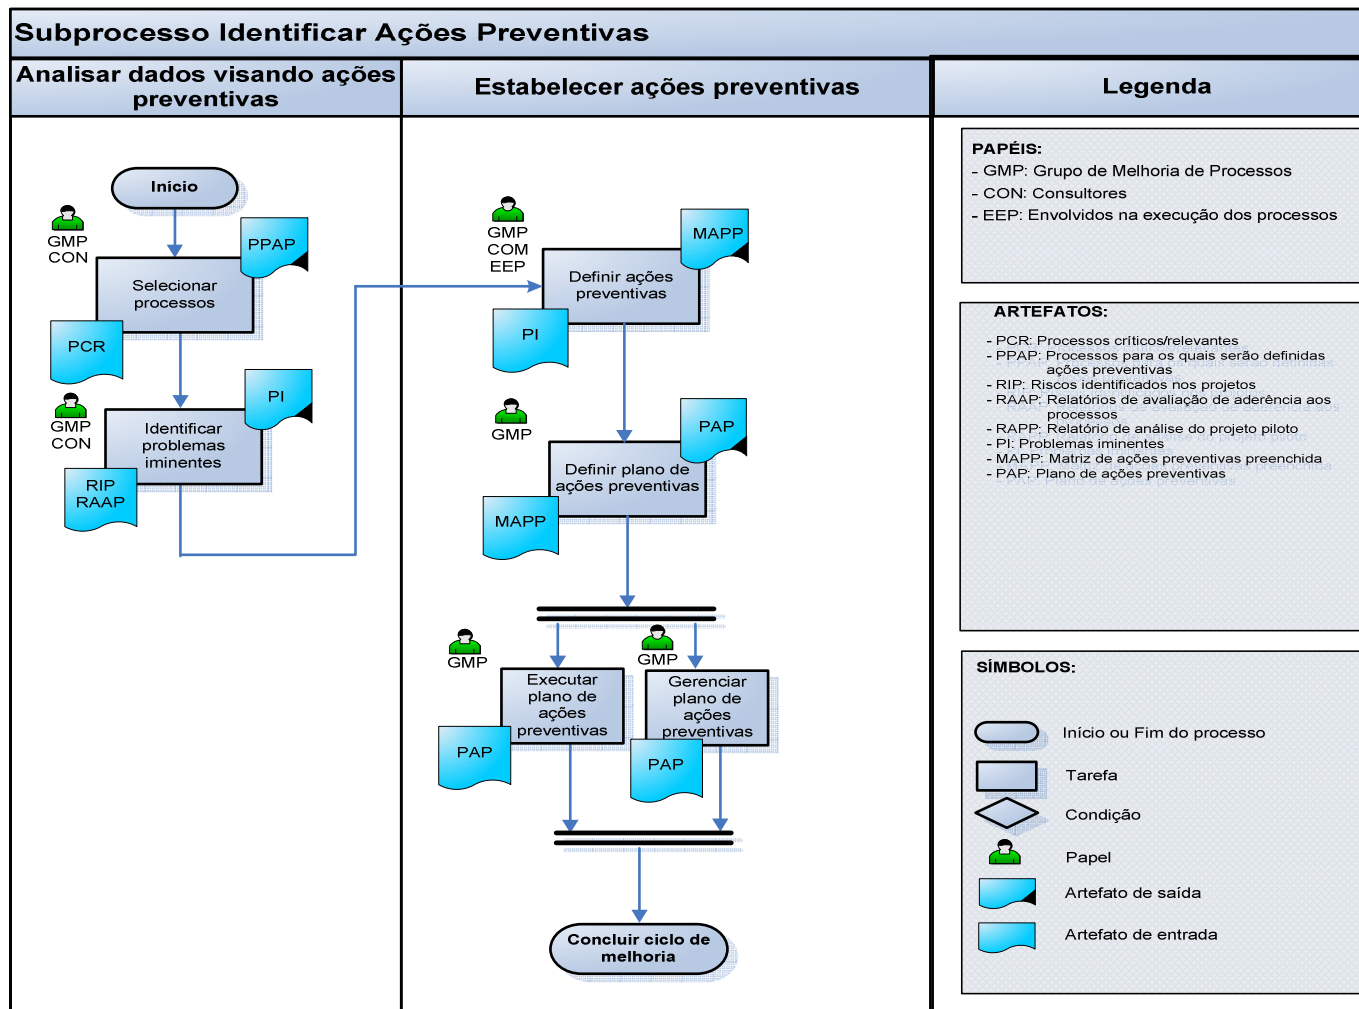 Subprocesso Identificar Ações Preventivas
Analisar dados visando ações
preventivas
Início
GMP
CON
PPAP
Selecionar
processos
PCR
GMP
CON
PI
Identificar
problemas
iminentes
RIP
RAAP
Estabelecer ações preventivas
GMP
COM
EEP
MAPP
Definir ações
preventivas
PI
GMP
PAP
Definir plano de
ações preventivas
MAPP
GMP
Executar
plano de
ações
preventivas
PAP
GMP
Gerenciar
plano de
ações
preventivas
PAP
Concluir ciclo de
melhoria
Legenda
PAPÉIS:
- GMP: Grupo de Melhoria de Processos
- CON: Consultores
- EEP: Envolvidos na execução dos processos
ARTEFATOS:
- PCR: Processos críticos/relevantes
- PPAP: Processos para os quais serão definidas
ações preventivas
- RIP: Riscos identificados nos projetos
- RAAP: Relatórios de avaliação de aderência aos
processos
- RAPP: Relatório de análise do projeto piloto
- PI: Problemas iminentes
- MAPP: Matriz de ações preventivas preenchida
- PAP: Plano de ações preventivas
SÍMBOLOS:
Início ou Fim do processo
Tarefa
Condição
Papel
Artefato de saída
Artefato de entrada